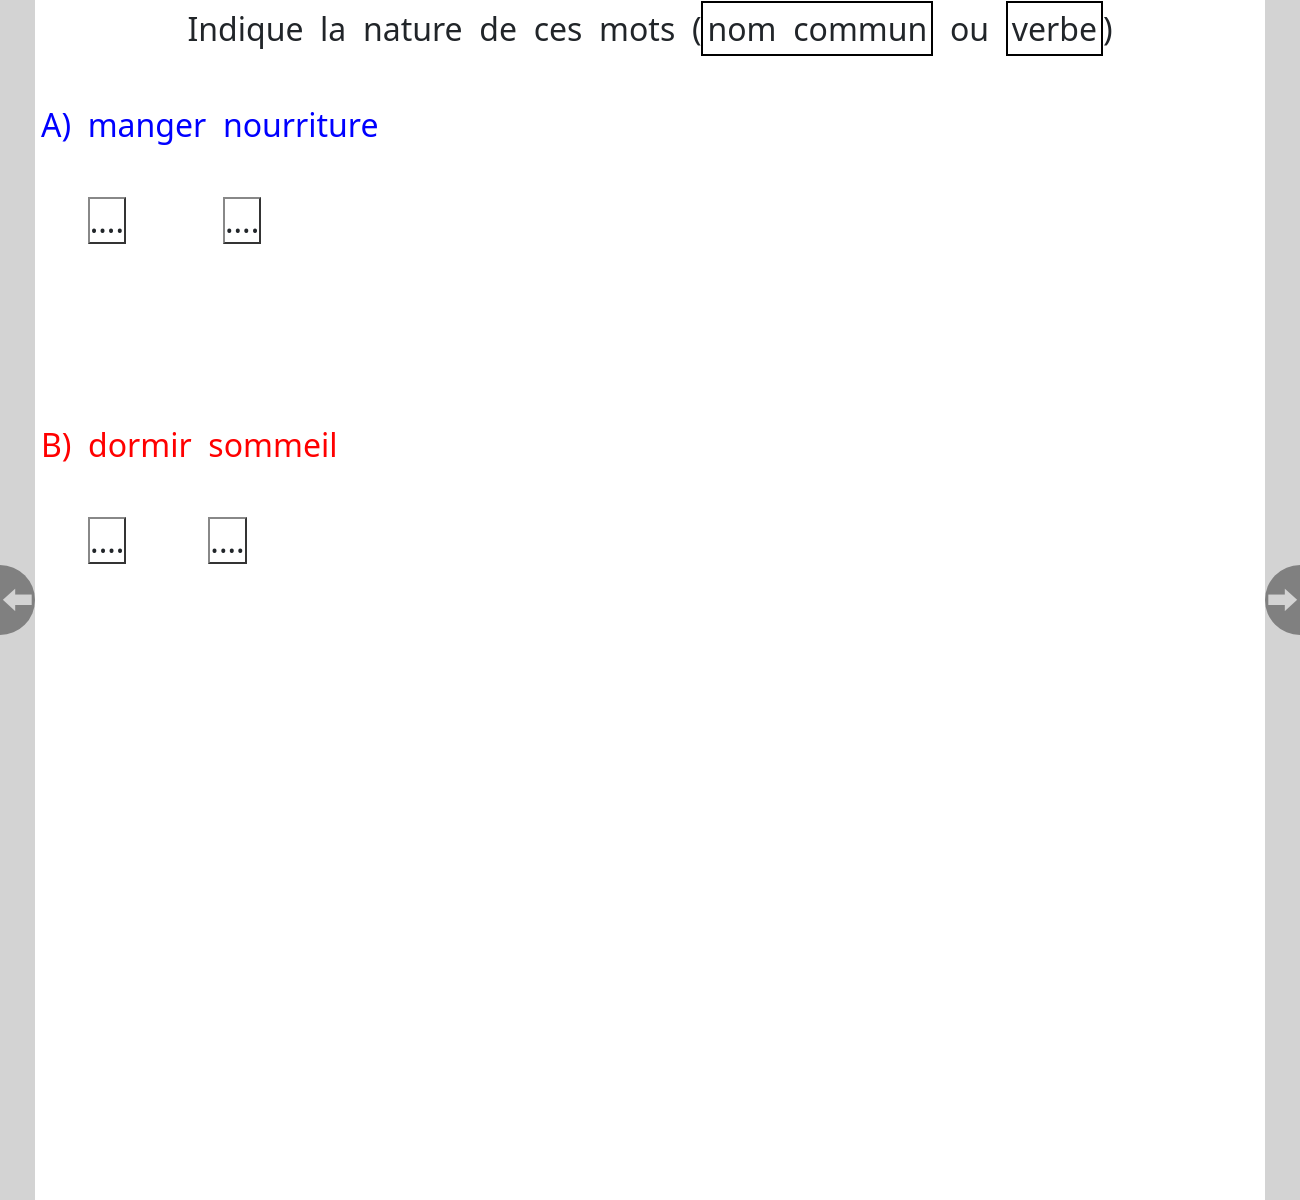 Indique la nature de ces mots (nom commun ou verbe)
A) manger nourriture
.... ....
B) dormir sommeil
.... ....